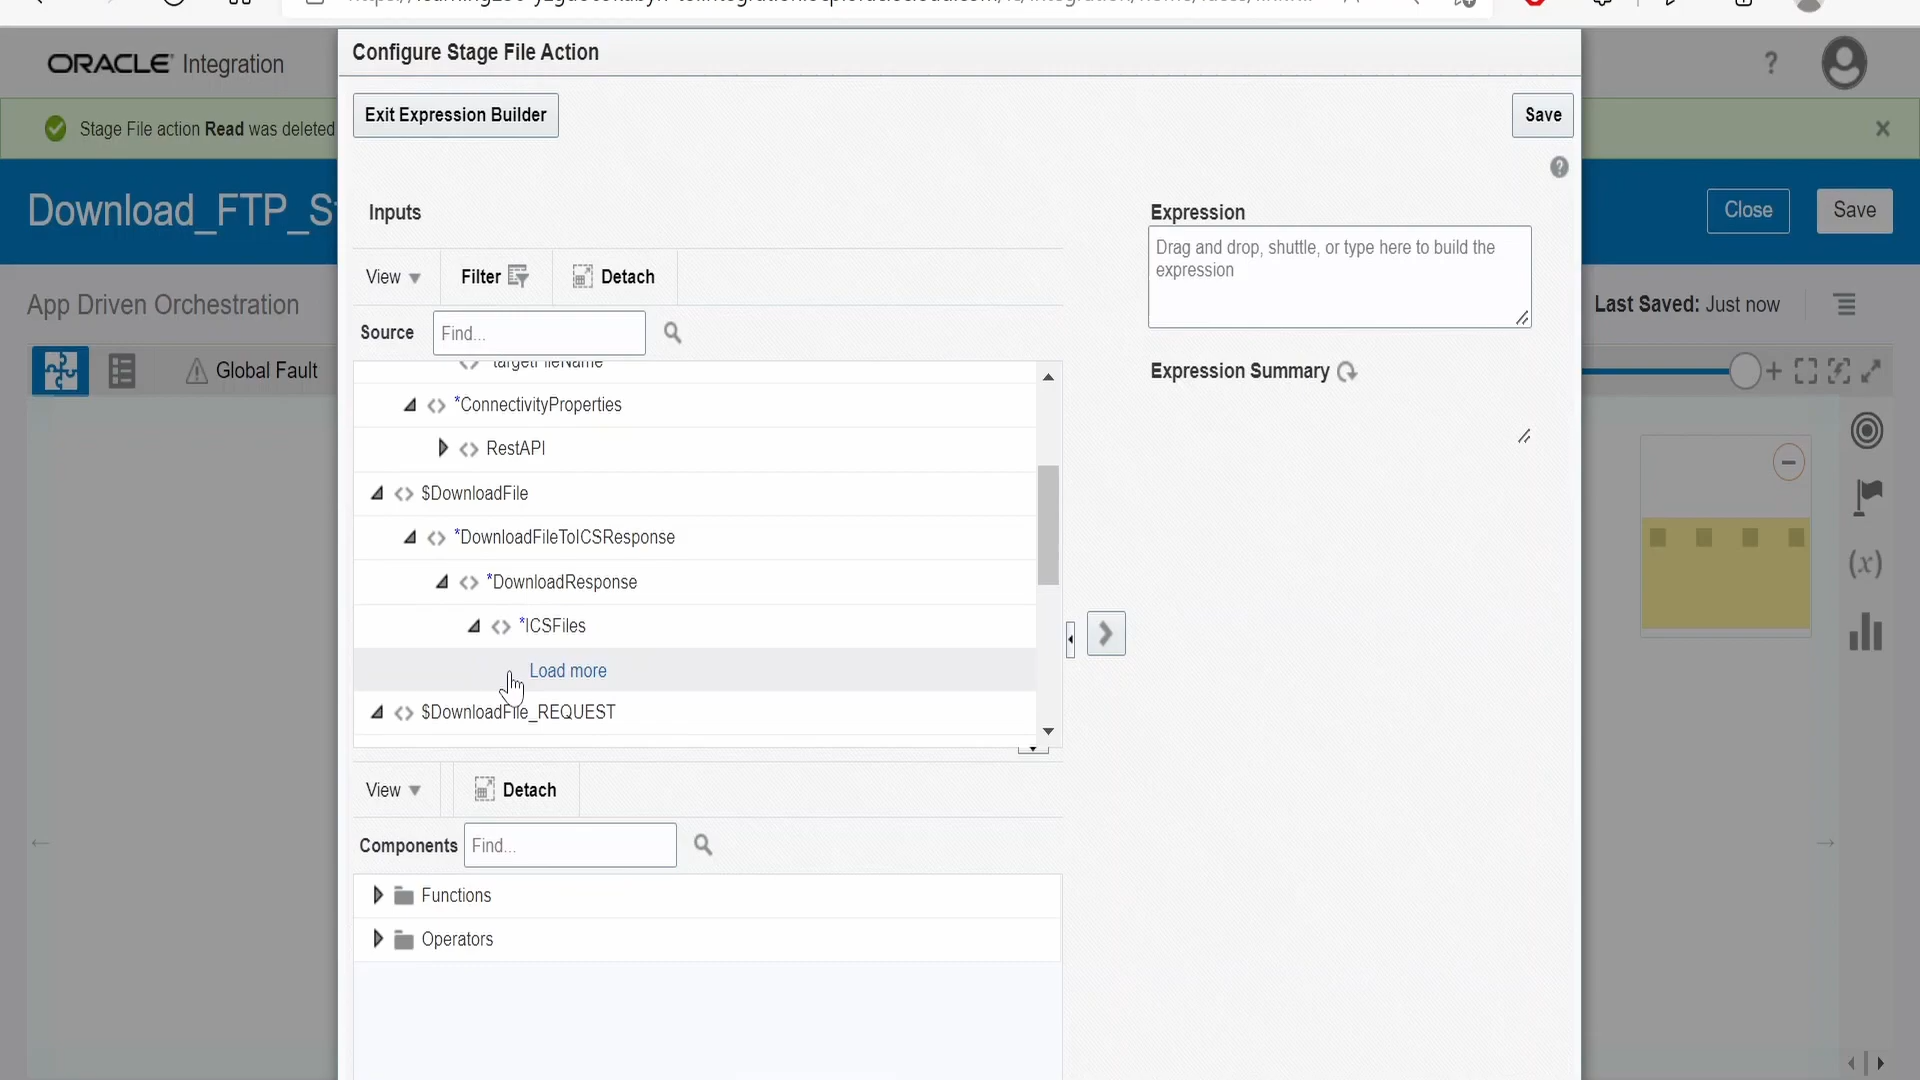 Configure Stage File Action
ORACLE Integration
?
Exit Expression Builder
Save
Stage File action Read was deleted
Download_FTP_S
Close
Save
Inputs
Expression
View
Filter
Detach
Drag and drop, shuttle, or type here to build the
expression
App Driven Orchestration
Last Saved: Just now
Source
Find...
Global Fault
Expression Summary
targetFileName
*ConnectivityProperties
RestAPI
$DownloadFile
*DownloadFileToICSResponse
*DownloadResponse
*ICSFiles
Load more
$DownloadFile_REQUEST
(x)
View
Detach
Components
Find...
Functions
Operators